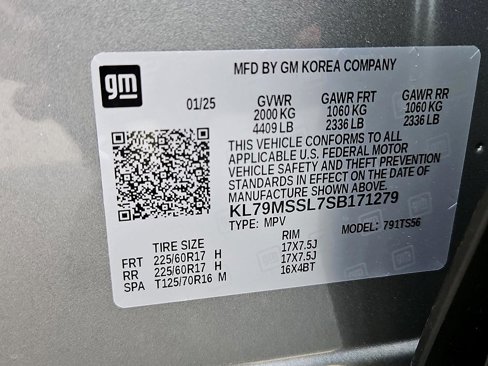 gm
MFD BY GM KOREA COMPANY
01/25 GVWR GAWR FRT GAWR RR
2000 KG 1060 KG 1060 KG
4409 LB 2336 LB 2336 LB
THIS VEHICLE CONFORMS TO ALL
APPLICABLE U.S. FEDERAL MOTOR
VEHICLE SAFETY AND THEFT PREVENTION
STANDARDS IN EFFECT ON THE DATE OF
MANUFACTURE SHOWN ABOVE.
KL79MSSL7SB171279
TYPE: MPV MODEL: 791TS56
TIRE SIZE RIM
FRT 225/60R17 H 17X7.5J
RR 225/60R17 H 17X7.5J
SPA T125/70R16 M 16X4BT